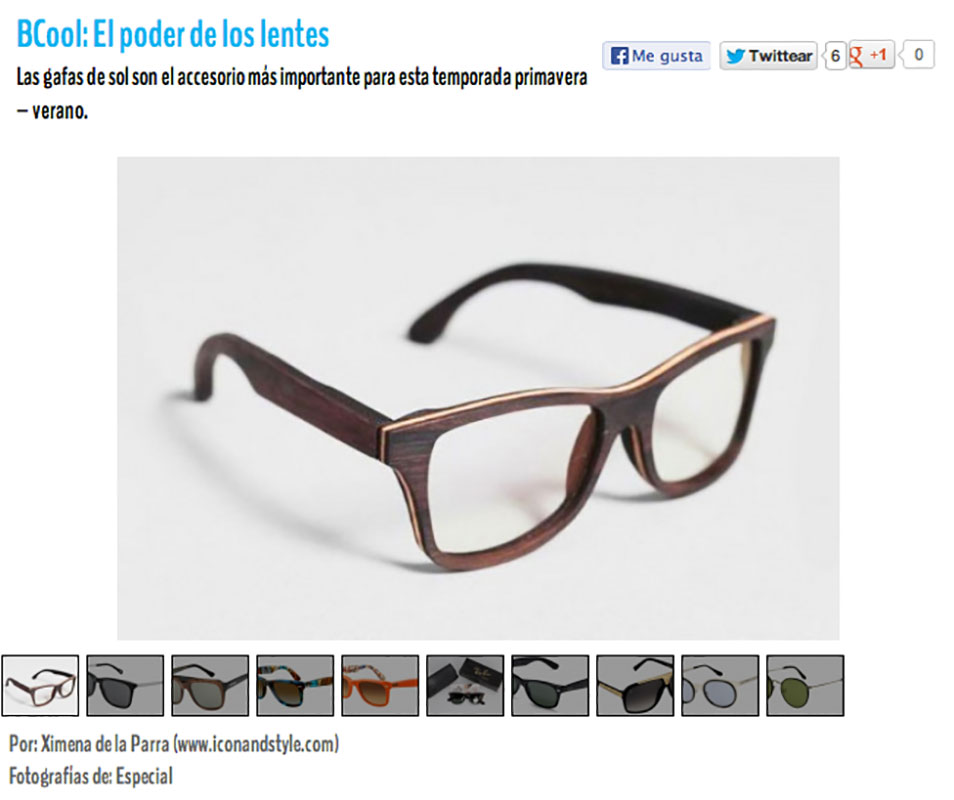 BCool: El poder de los lentes
Las gafas de sol son el accesorio más importante para esta temporada primavera
– verano.
Me gusta
Twittear
6
+1
0
Por: Ximena de la Parra (www.iconandstyle.com)
Fotografías de: Especial